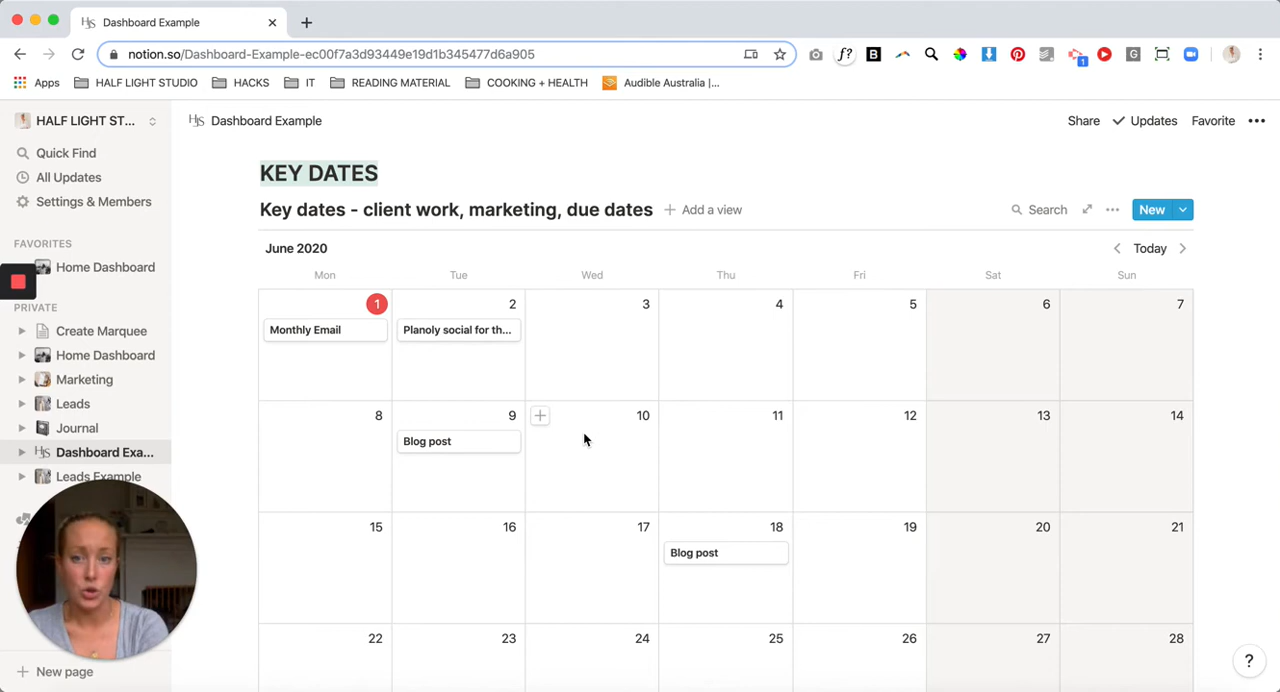 Dashboard Example
notion.so/Dashboard-Example-ec00f7a3d93449e19d1b345477d6a905
f?
B
G
1
Apps HALF LIGHT STUDIO HACKS IT READING MATERIAL COOKING + HEALTH Audible Australia |...
HALF LIGHT ST...
HJS Dashboard Example
Share Updates Favorite
Quick Find
All Updates
Settings & Members
FAVORITES
Home Dashboard
PRIVATE
Create Marquee
Home Dashboard
Marketing
Leads
Journal
HJS Dashboard Exa...
Leads Example
New page
KEY DATES
Key dates - client work, marketing, due dates
Add a view
Search
New
June 2020
Today
Mon Tue Wed Thu Fri Sat Sun
1 2 3 4 5 6 7
Monthly Email Planoly social for th...
8 9 10 11 12 13 14
Blog post
15 16 17 18 19 20 21
Blog post
22 23 24 25 26 27 28
?